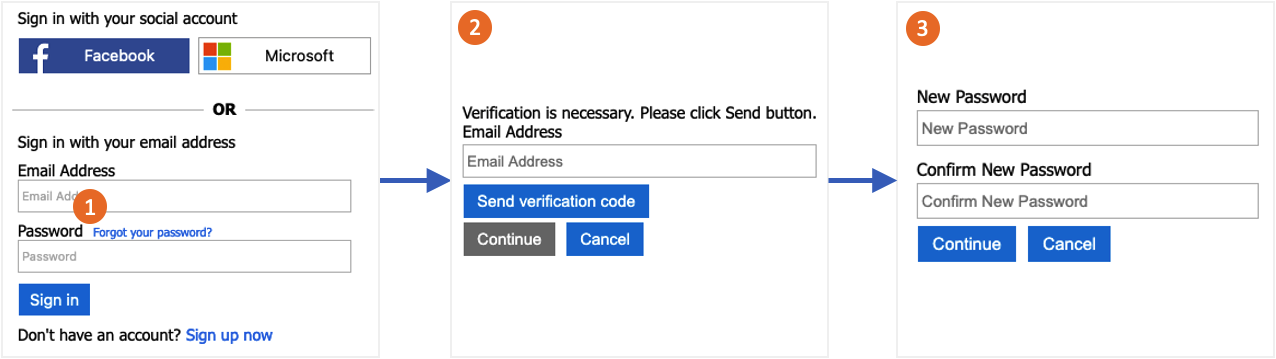 Sign in with your social account
Facebook
Microsoft
OR
Sign in with your email address
Email Address
Email Add
1
Password Forgot your password?
Password
Sign in
Don't have an account? Sign up now
2
Verification is necessary. Please click Send button.
Email Address
Email Address
Send verification code
Continue Cancel
3
New Password
New Password
Confirm New Password
Confirm New Password
Continue Cancel